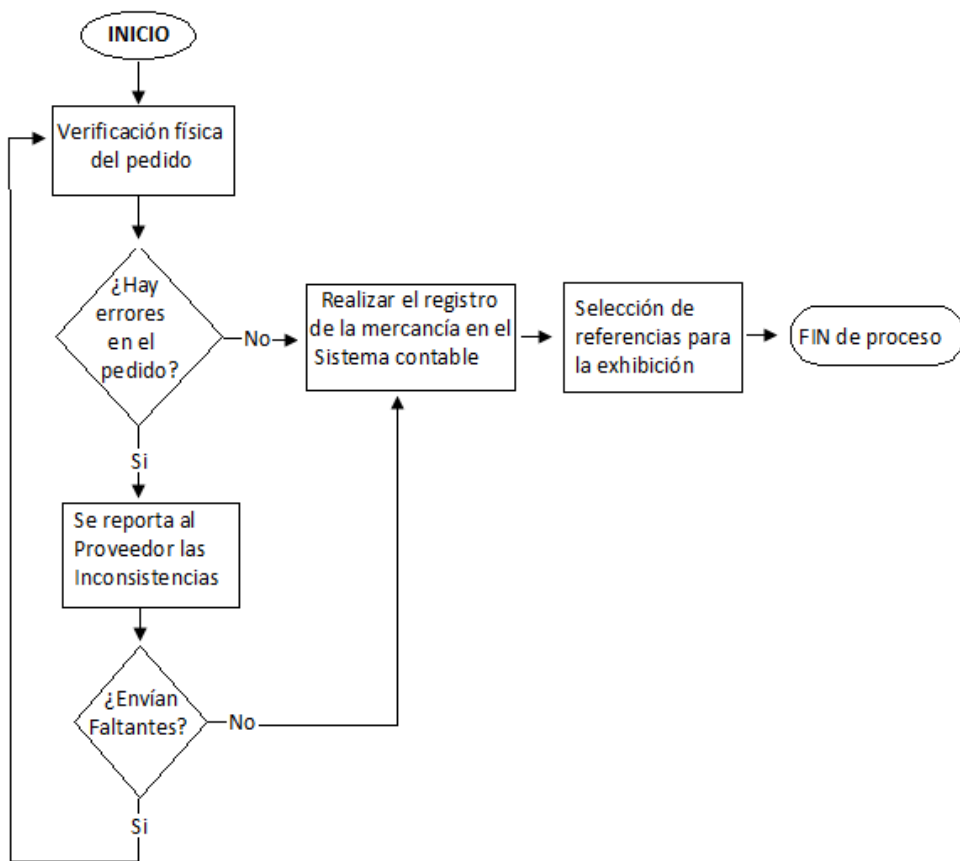 INICIO
Verificación física
del pedido
¿Hay
errores
en el
pedido?
No
Realizar el registro
de la mercancía en el
Sistema contable
Selección de
referencias para
la exhibición
FIN de proceso
Si
Se reporta al
Proveedor las
Inconsistencias
¿Envían
Faltantes?
No
Si